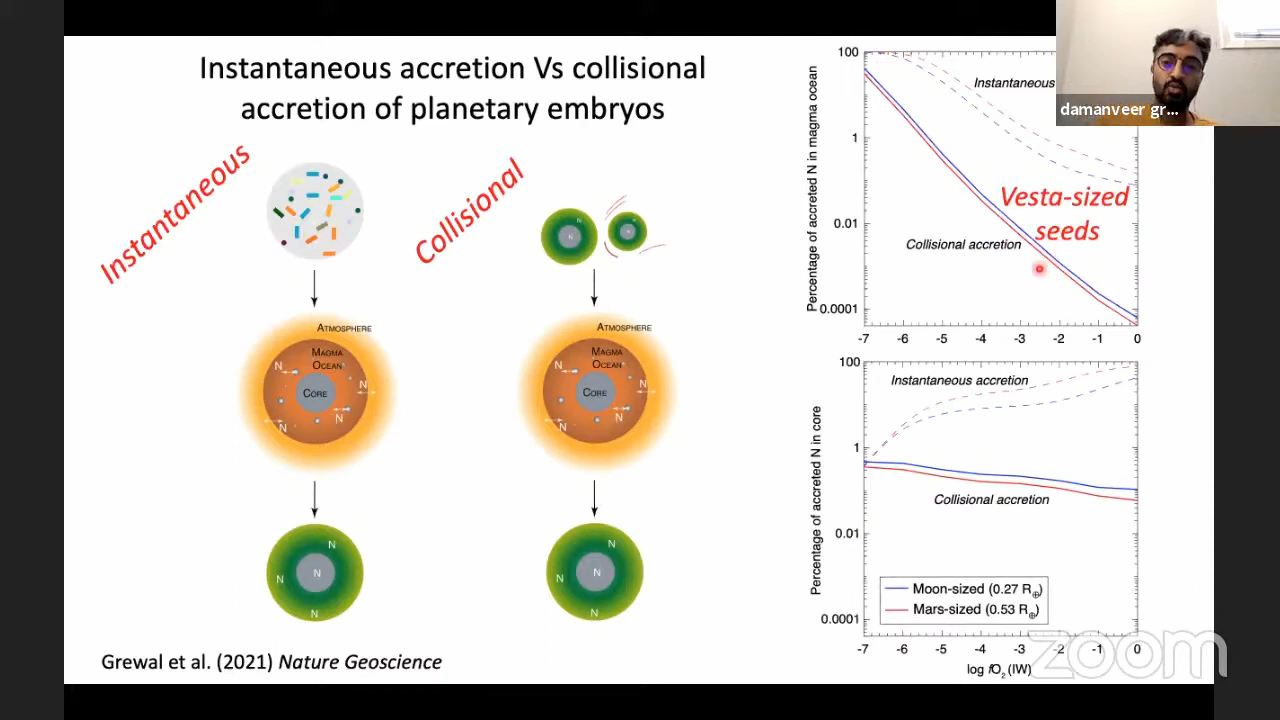 Instantaneous accretion Vs collisional
accretion of planetary embryos
Instantaneous
Collisional
N
N
N
N
ATMOSPHERE
MAGMA
OCEAN
CORE
N
N
N
N
ATMOSPHERE
MAGMA
OCEAN
CORE
N
N
N
N
N
N
N
N
N
N
N
N
Grewal et al. (2021) Nature Geoscience
Percentage of accreted N in magma ocean
100
1
0.01
0.0001
Instantaneous
Collisional accretion
Vesta-sized
seeds
-7 -6 -5 -4 -3 -2 -1 0
Percentage of accreted N in core
100
1
0.01
0.0001
Instantaneous accretion
Collisional accretion
Moon-sized (0.27 R⊕)
Mars-sized (0.53 R⊕)
-7 -6 -5 -4 -3 -2 -1 0
log fO2 (IW)
damanveer gr...
zoom